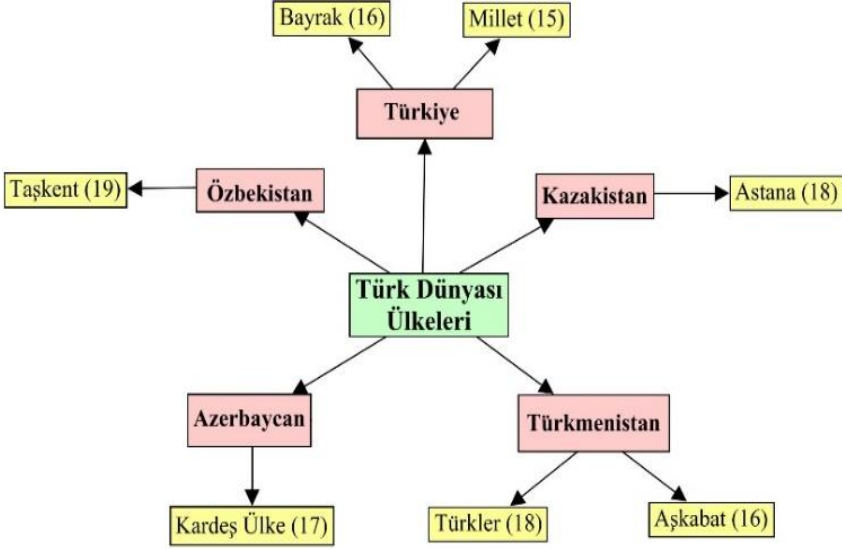 Bayrak (16)
Millet (15)
Türkiye
Taşkent (19)
Özbekistan
Kazakistan
Astana (18)
Türk Dünyası
Ülkeleri
Azerbaycan
Türkmenistan
Kardeş Ülke (17)
Türkler (18)
Aşkabat (16)